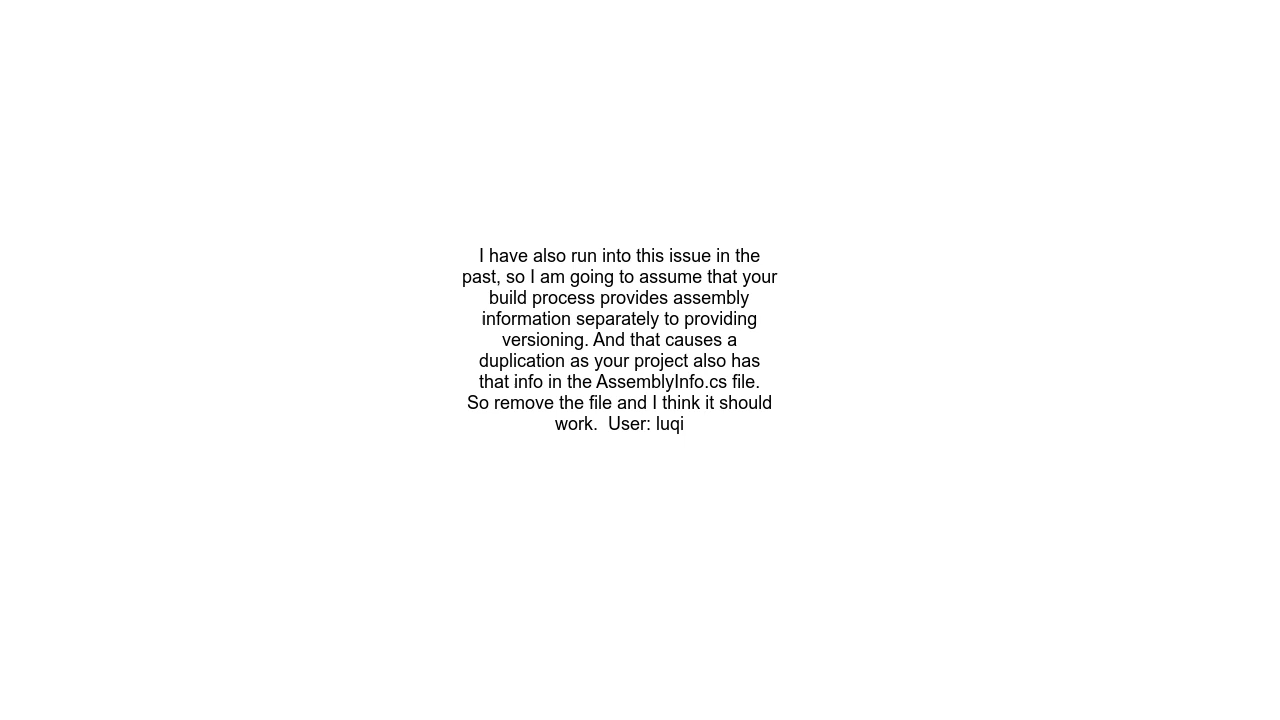 I have also run into this issue in the
past, so I am going to assume that your
build process provides assembly
information separately to providing
versioning. And that causes a
duplication as your project also has
that info in the AssemblyInfo.cs file.
So remove the file and I think it should
work.  User: luqi